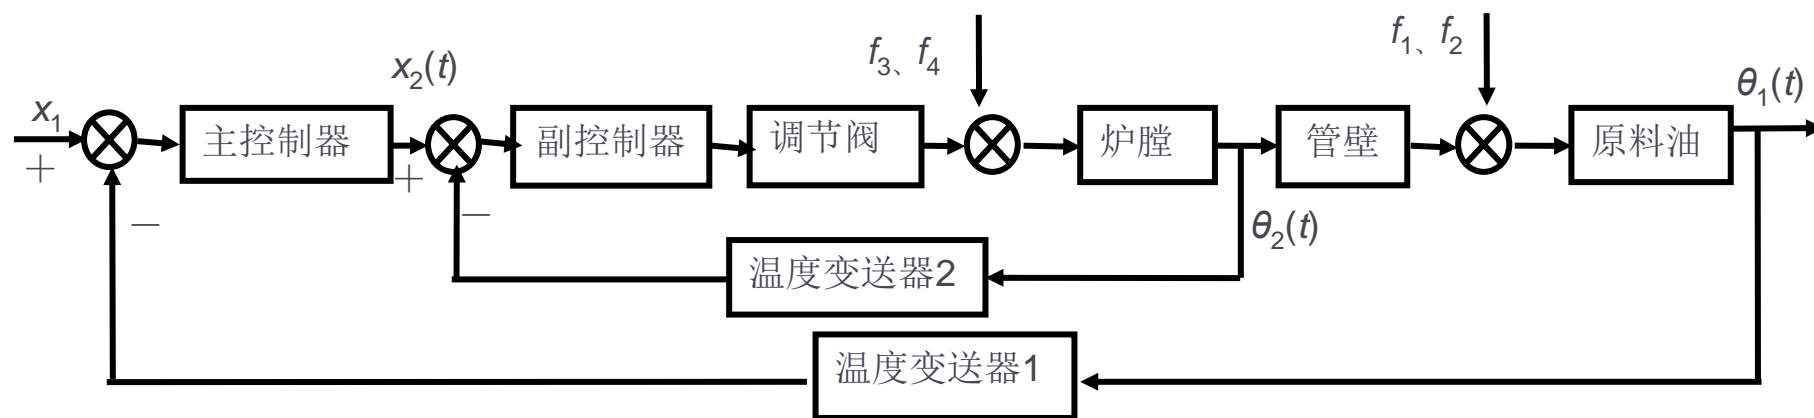 f₃、f₄
f₁、f₂
x₂(t)
θ₁(t)
x₁
主控制器
副控制器
调节阀
炉膛
管壁
原料油
+
+
−
−
θ₂(t)
温度变送器2
温度变送器1